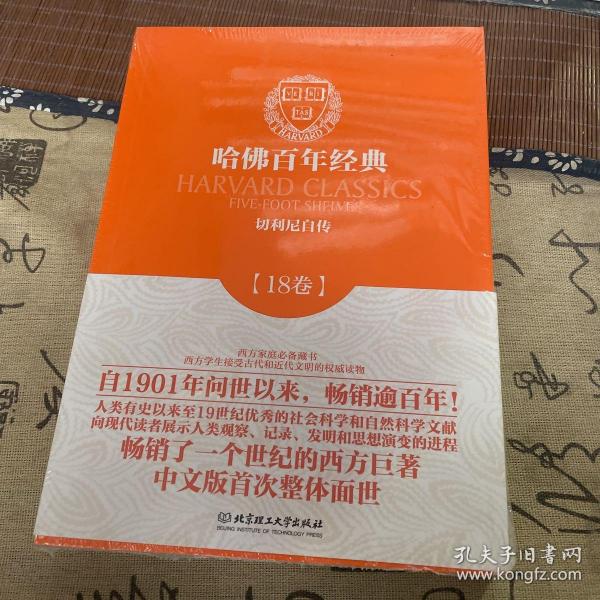 VE RI
TAS
HARVARD
哈佛百年经典
HARVARD CLASSICS
FIVE-FOOT SHELVES
切利尼自传
【18卷】
西方家庭必备藏书
西方学生接受古代和近代文明的权威读物
自1901年问世以来，畅销逾百年！
人类有史以来至19世纪优秀的社会科学和自然科学文献
向现代读者展示人类观察、记录、发明和思想演变的进程
畅销了一个世纪的西方巨著
中文版首次整体面世
北京理工大学出版社
BEIJING INSTITUTE OF TECHNOLOGY PRESS
孔夫子旧书网
www.kongfz.com